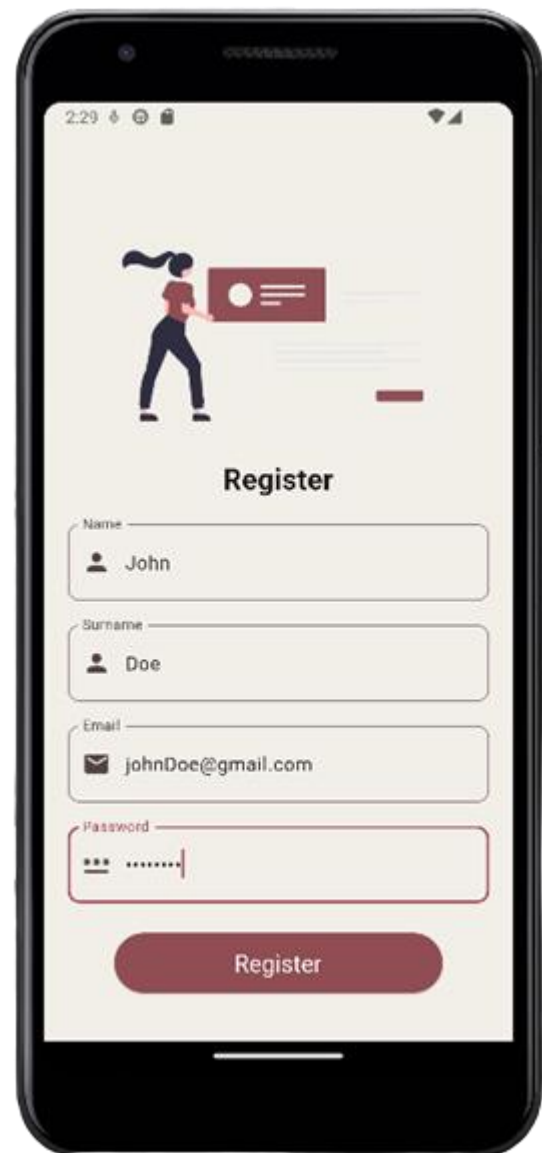 2:29
Register
Name
John
Surname
Doe
Email
johnDoe@gmail.com
Password
••••••••
Register